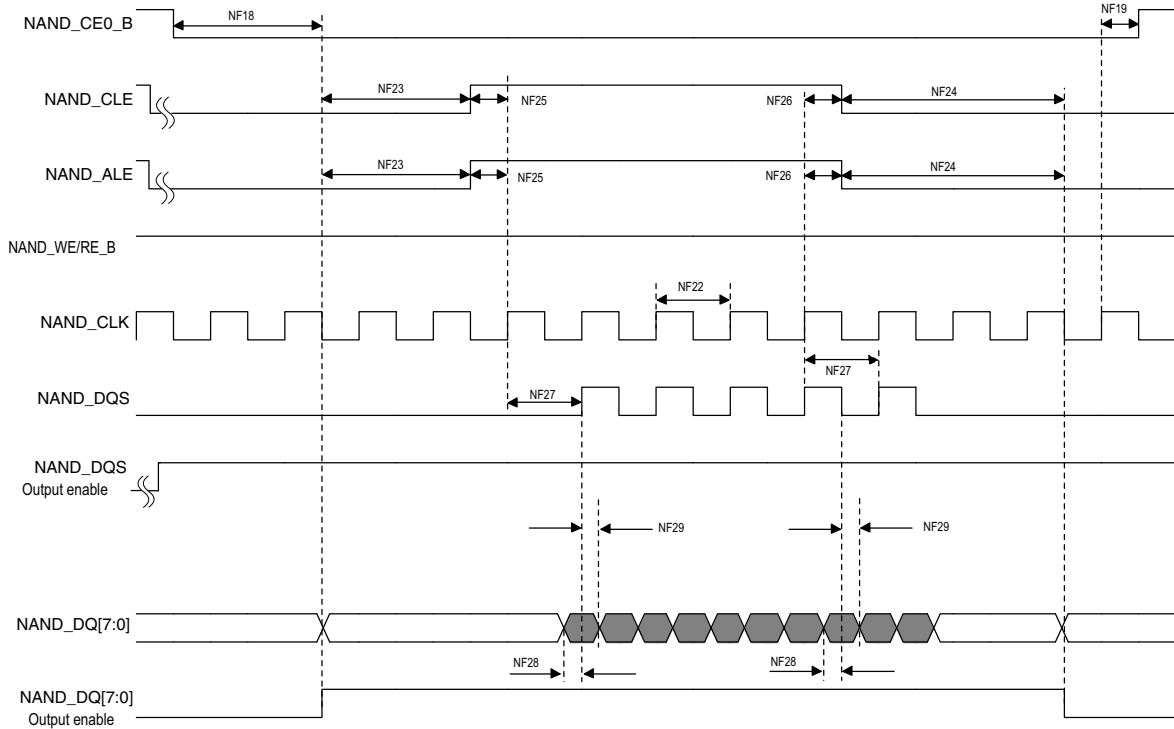 NAND_CE0_B
NF18
NF19
NAND_CLE
NF23
NF25
NF26
NF24
NAND_ALE
NF23
NF25
NF26
NF24
NAND_WE/RE_B
NAND_CLK
NF22
NAND_DQS
NF27
NF27
NAND_DQS
Output enable
NF29
NF29
NAND_DQ[7:0]
NF28
NF28
NAND_DQ[7:0]
Output enable